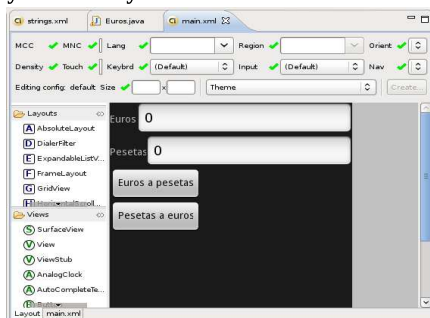 strings.xml Euros.java main.xml
MCC MNC Lang Region Orient
Density Touch Keybrd (Default) Input (Default) Nav
Editing config: default Size x Theme Create...
Layouts
A AbsoluteLayout
D DialerFilter
E ExpandableListV...
F FrameLayout
G GridView
Views
S SurfaceView
V View
V ViewStub
A AnalogClock
A AutoCompleteTe...
Euros 0
Pesetas 0
Euros a pesetas
Pesetas a euros
Layout main.xml